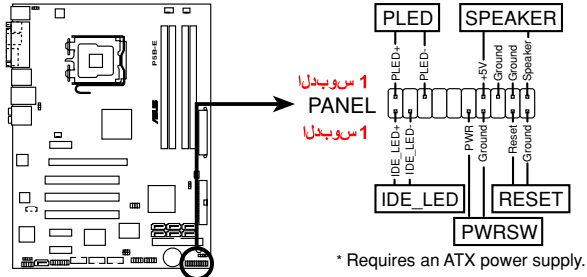 PLED
SPEAKER
PLED+
PLED-
+5V
Ground
Ground
Speaker
P5B-E
ASUS
1 سوبدلا
PANEL
1 سوبدلا
IDE_LED+
IDE_LED-
PWR
Ground
Reset
Ground
IDE_LED
RESET
PWRSW
* Requires an ATX power supply.